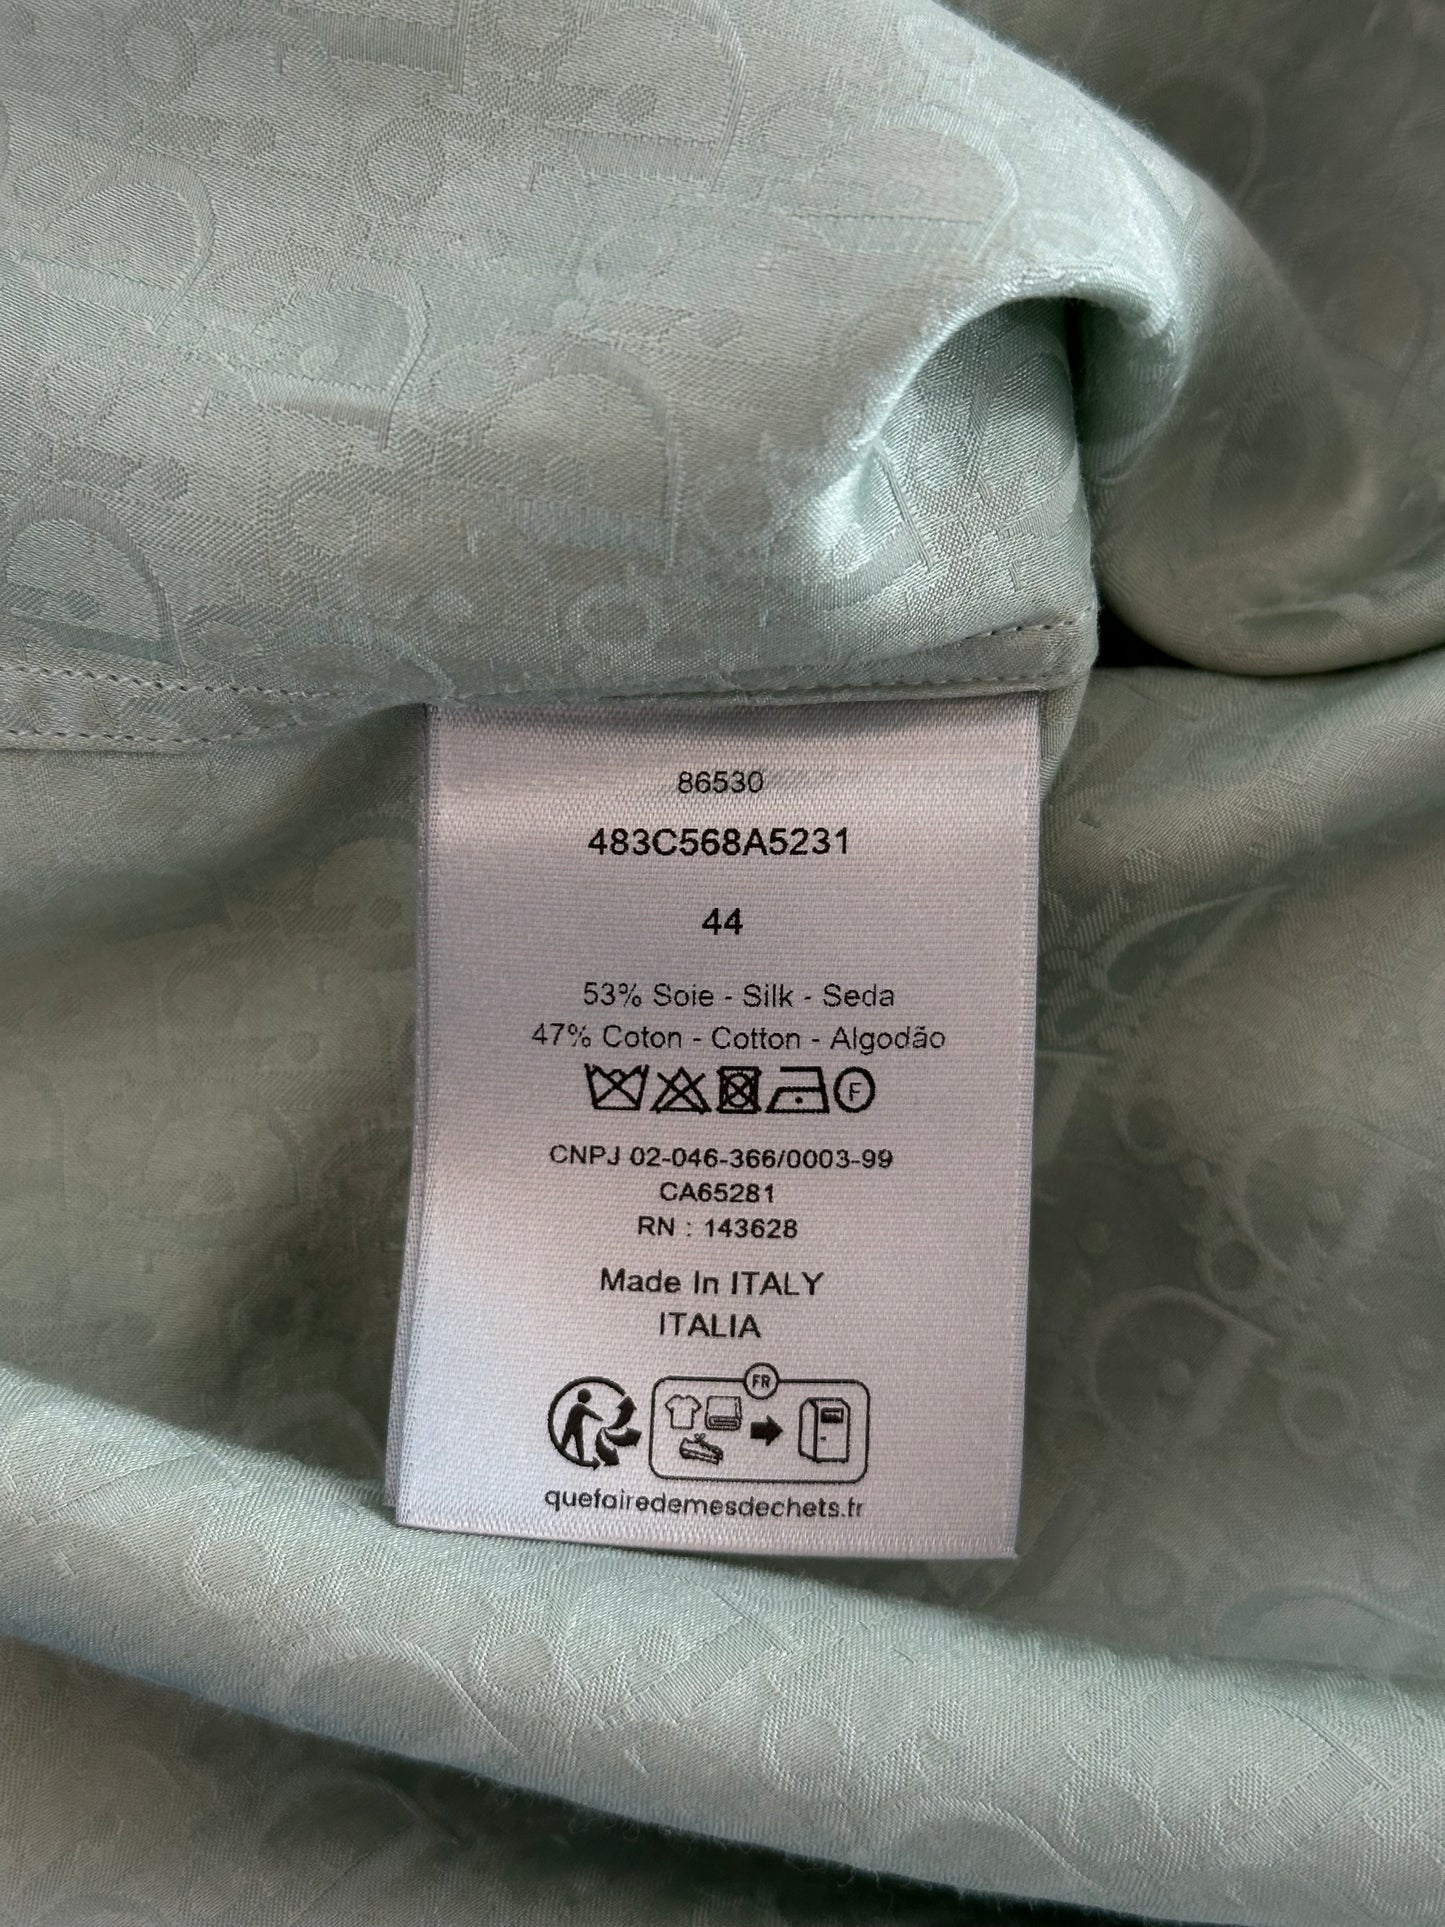 86530
483C568A5231
44
53% Soie - Silk - Seda
47% Coton - Cotton - Algodão
F
CNPJ 02-046-366/0003-99
CA65281
RN : 143628
Made In ITALY
ITALIA
FR
quefairedemesdechets.fr